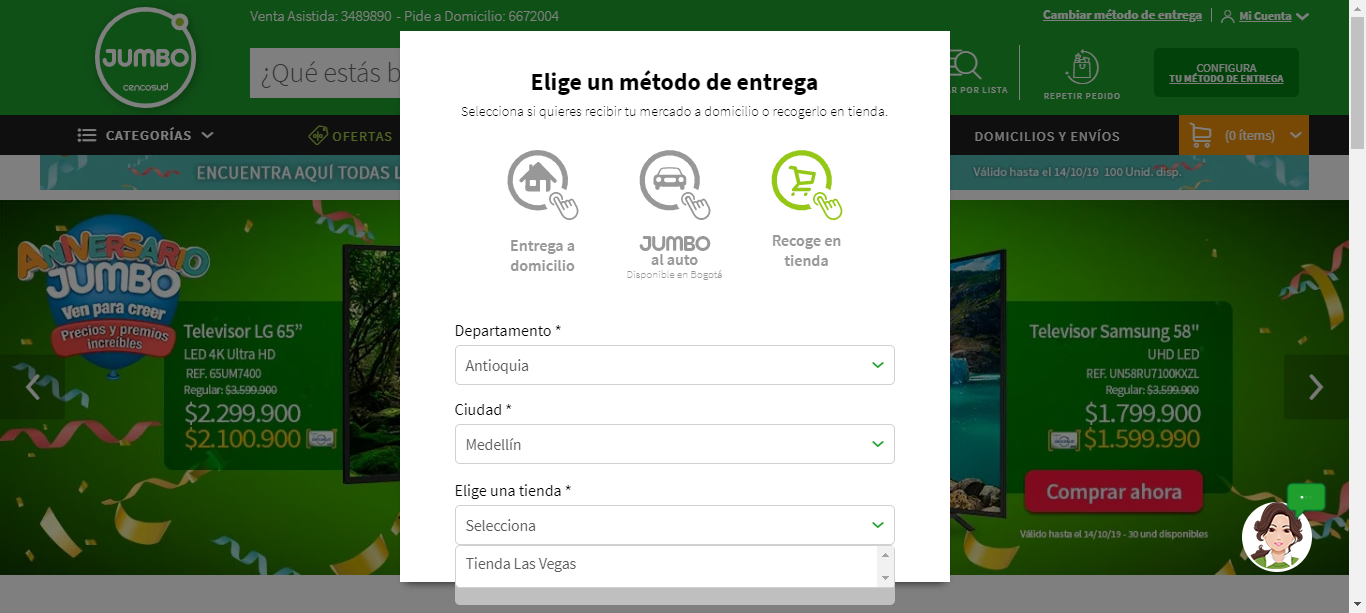 Venta Asistida: 3489890 - Pide a Domicilio: 6672004
Cambiar método de entrega
Mi Cuenta
JUMBO
cencosud
¿Qué estás b
R POR LISTA
REPETIR PEDIDO
CONFIGURA
TU MÉTODO DE ENTREGA
CATEGORÍAS
OFERTAS
DOMICILIOS Y ENVÍOS
(0 ítems)
ENCUENTRA AQUÍ TODAS L
Válido hasta el 14/10/19 100 Unid. disp.
Elige un método de entrega
Selecciona si quieres recibir tu mercado a domicilio o recogerlo en tienda.
Entrega a
domicilio
JUMBO
al auto
Disponible en Bogotá
Recoge en
tienda
Departamento *
Antioquia
Ciudad *
Medellín
Elige una tienda *
Selecciona
Tienda Las Vegas
ANIVERSARIO
JUMBO
Ven para creer
Precios y premios
increíbles
Televisor LG 65”
LED 4K Ultra HD
REF. 65UM7400
Regular: $3.599.900
$2.299.900
$2.100.900
Televisor Samsung 58"
UHD LED
REF. UN58RU7100KXZL
Regular: $3.599.900
$1.799.900
$1.599.990
Comprar ahora
Válido hasta el 14/10/19 - 30 und disponibles